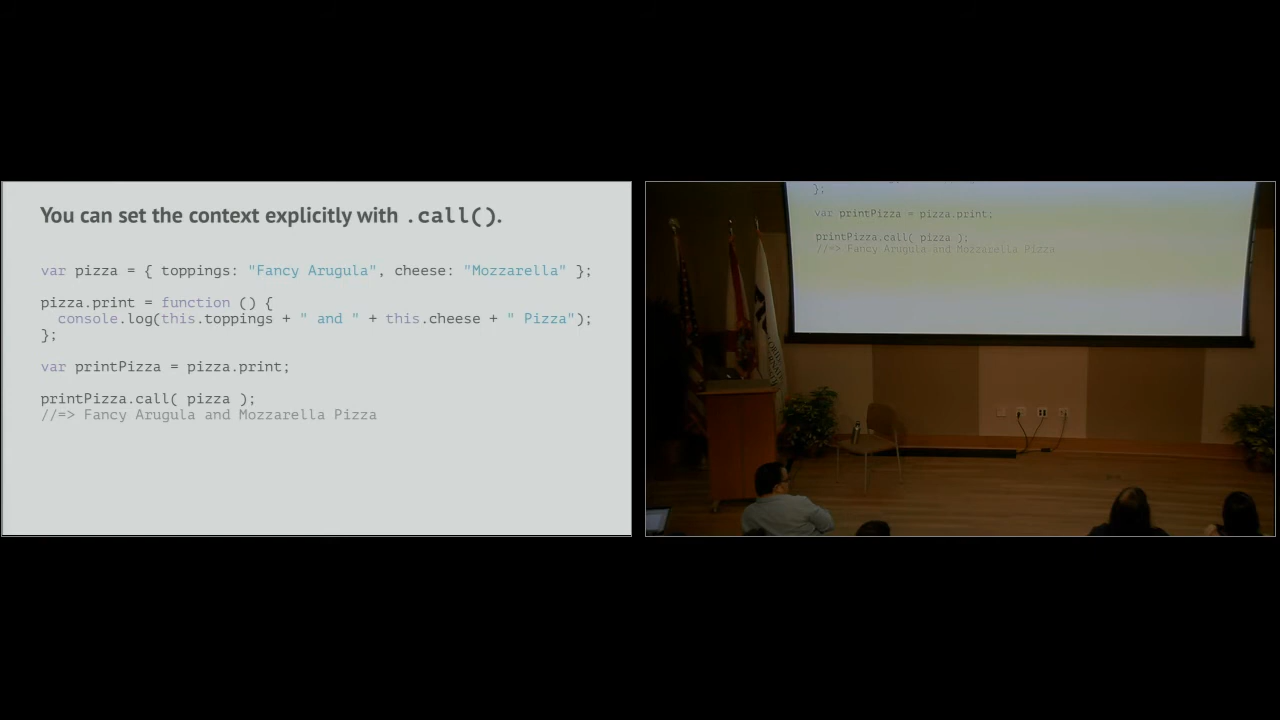 You can set the context explicitly with .call().
var pizza = { toppings: "Fancy Arugula", cheese: "Mozzarella" };
pizza.print = function () {
console.log(this.toppings + " and " + this.cheese + " Pizza");
};
var printPizza = pizza.print;
printPizza.call( pizza );
//=> Fancy Arugula and Mozzarella Pizza
};
var printPizza = pizza.print;
printPizza.call( pizza );
//=> Fancy Arugula and Mozzarella Pizza